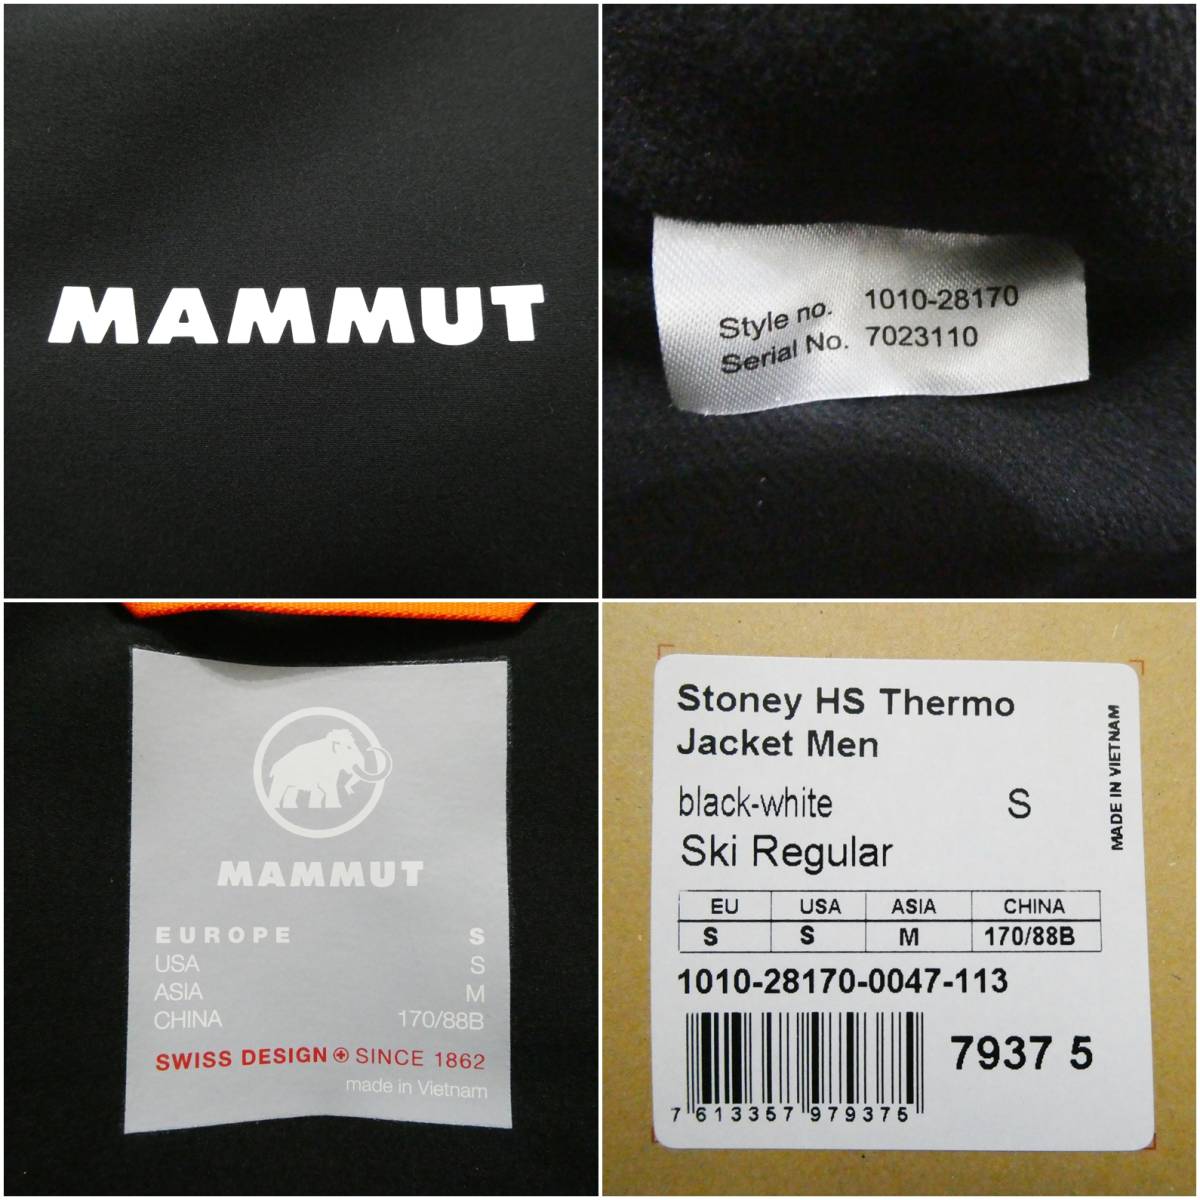 MAMMUT
Style no. 1010-28170
Serial No. 7023110
MAMMUT
EUROPE S
USA S
ASIA M
CHINA 170/88B
SWISS DESIGN SINCE 1862
made in Vietnam
Stoney HS Thermo
Jacket Men
black-white S
Ski Regular
MADE IN VIETNAM
EU USA ASIA CHINA
S S M 170/88B
1010-28170-0047-113
7937 5
7 613357 979375